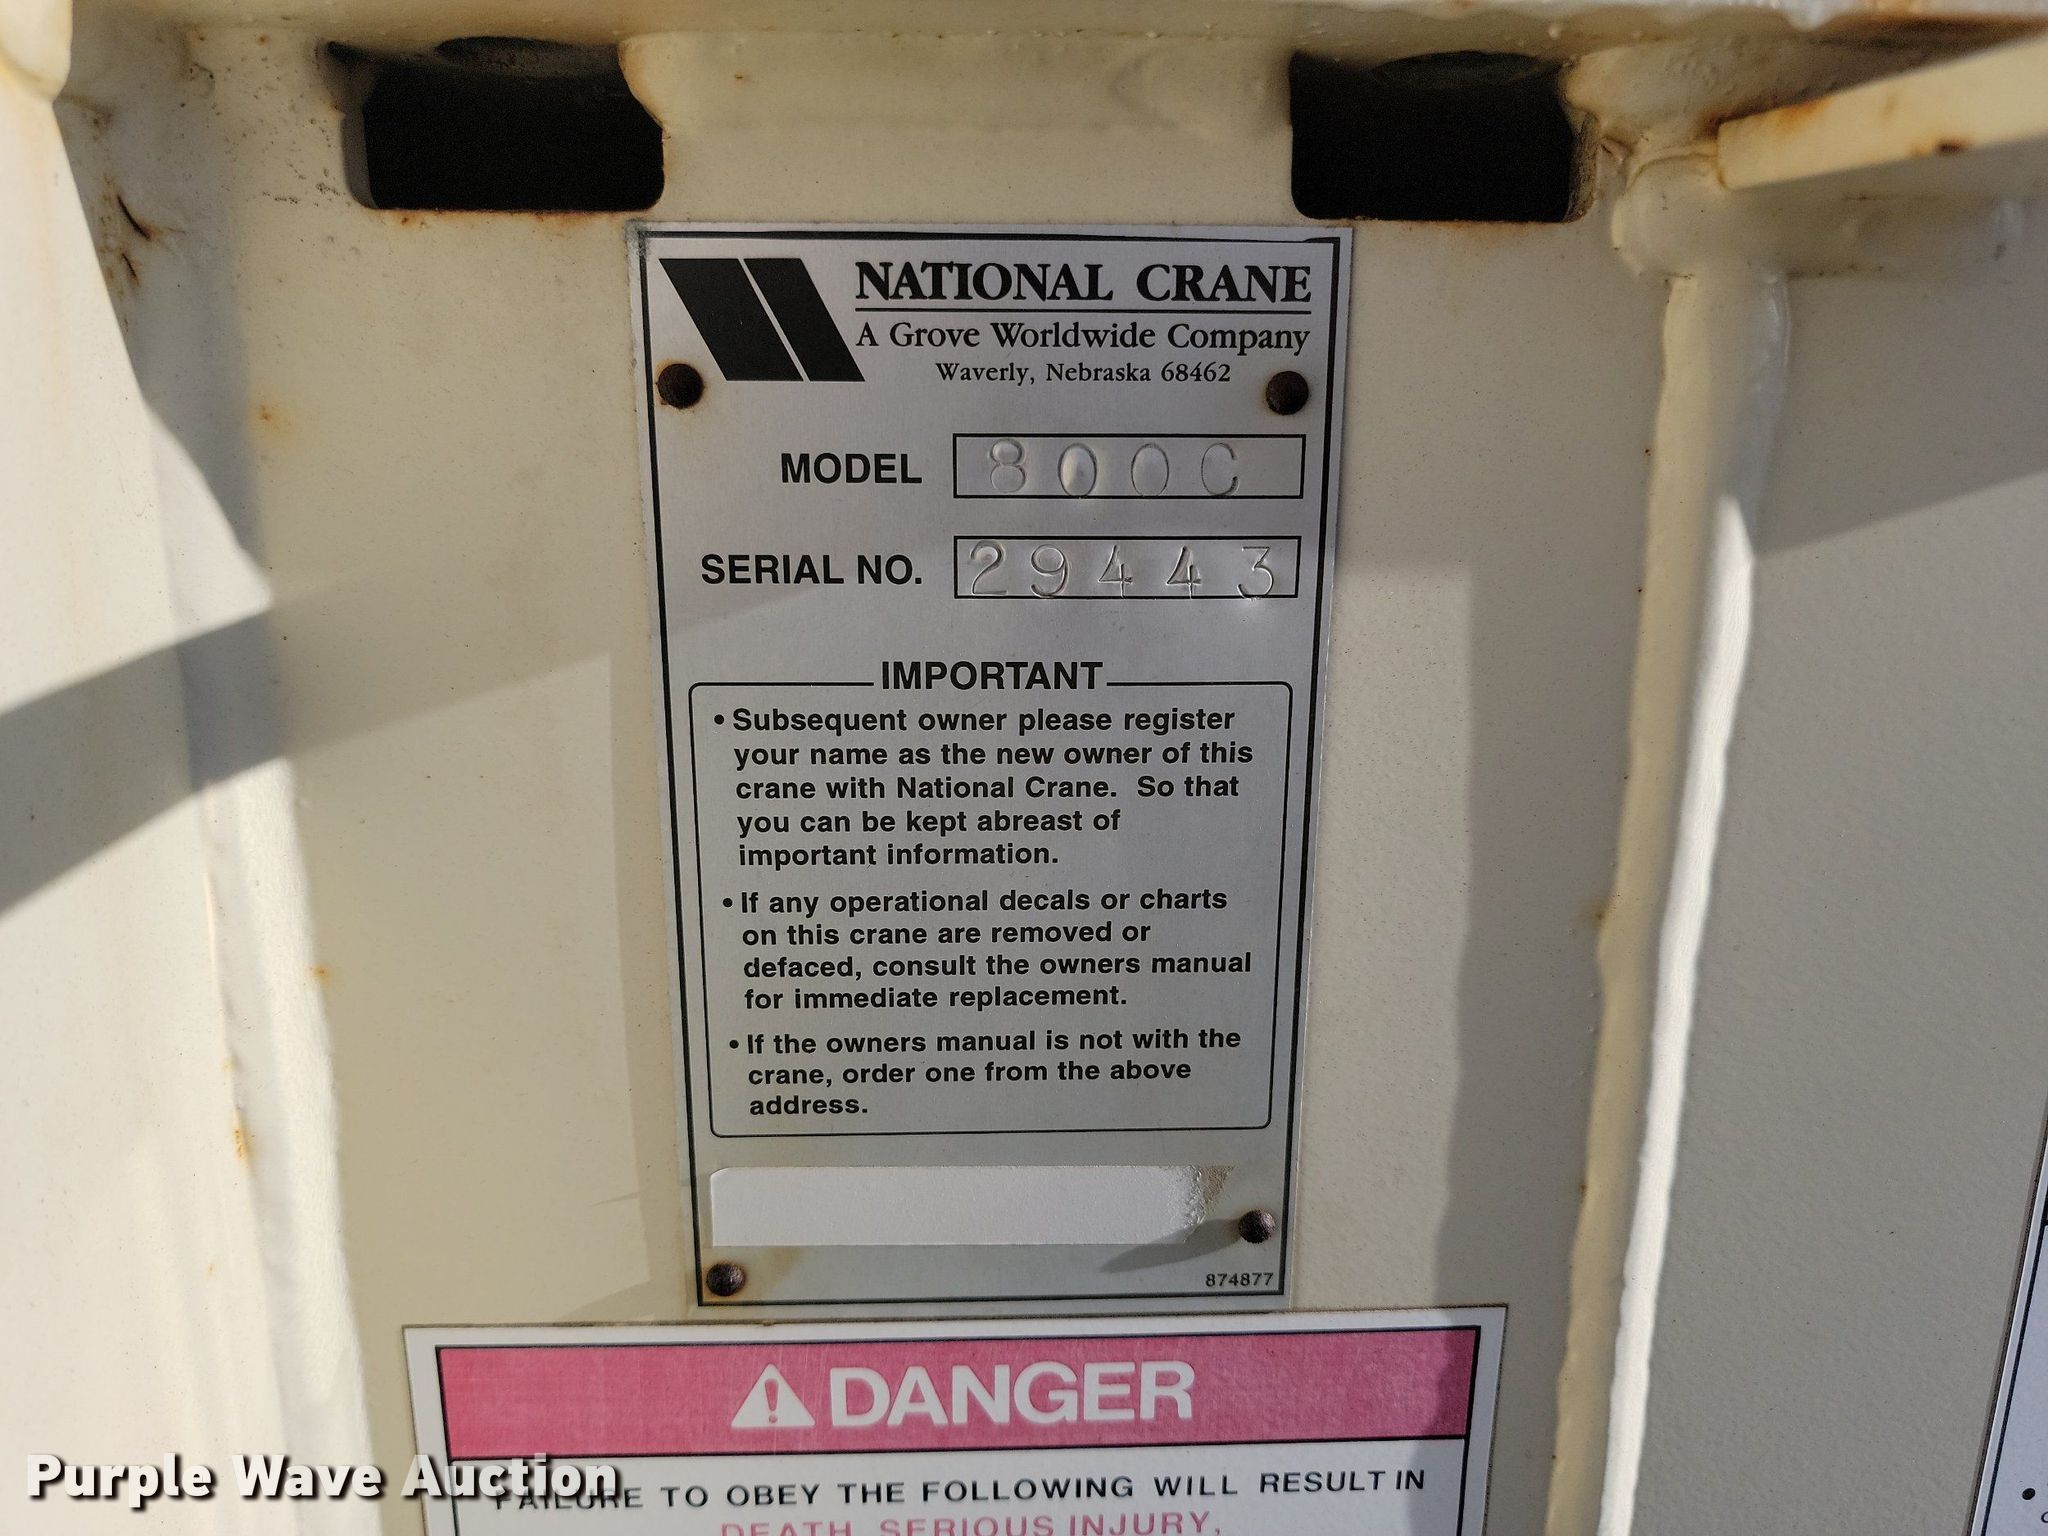 NATIONAL CRANE
A Grove Worldwide Company
Waverly, Nebraska 68462
MODEL 800C
SERIAL NO. 29443
IMPORTANT
• Subsequent owner please register
your name as the new owner of this
crane with National Crane. So that
you can be kept abreast of
important information.
• If any operational decals or charts
on this crane are removed or
defaced, consult the owners manual
for immediate replacement.
• If the owners manual is not with the
crane, order one from the above
address.
874877
DANGER
FAILURE TO OBEY THE FOLLOWING WILL RESULT IN
DEATH, SERIOUS INJURY,
Purple Wave Auction